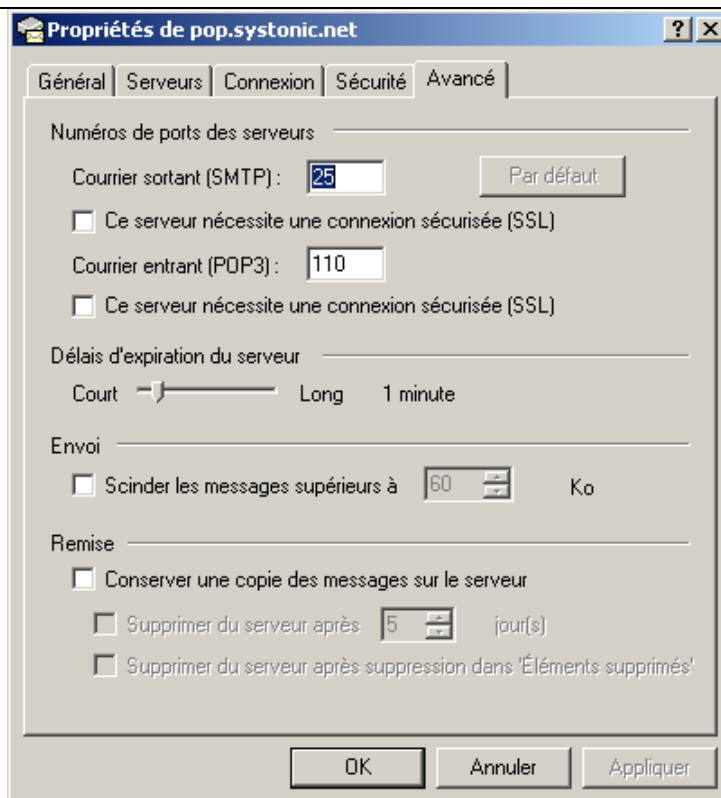 Propriétés de pop.systonic.net
Général Serveurs Connexion Sécurité Avancé
Numéros de ports des serveurs
Courrier sortant (SMTP) : 25 Par défaut
Ce serveur nécessite une connexion sécurisée (SSL)
Courrier entrant (POP3) : 110
Ce serveur nécessite une connexion sécurisée (SSL)
Délais d'expiration du serveur
Court Long 1 minute
Envoi
Scinder les messages supérieurs à 60 Ko
Remise
Conserver une copie des messages sur le serveur
Supprimer du serveur après 5 jour(s)
Supprimer du serveur après suppression dans 'Éléments supprimés'
OK Annuler Appliquer